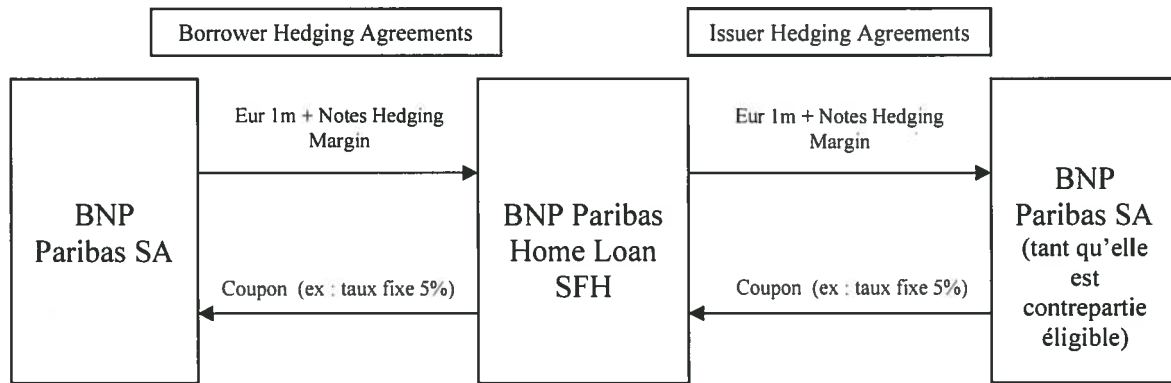 Borrower Hedging Agreements
Issuer Hedging Agreements
Eur 1m + Notes Hedging
Margin
Eur 1m + Notes Hedging
Margin
BNP
Paribas SA
BNP Paribas
Home Loan
SFH
BNP
Paribas SA
(tant qu'elle
est
contrepartie
éligible)
Coupon (ex : taux fixe 5%)
Coupon (ex : taux fixe 5%)